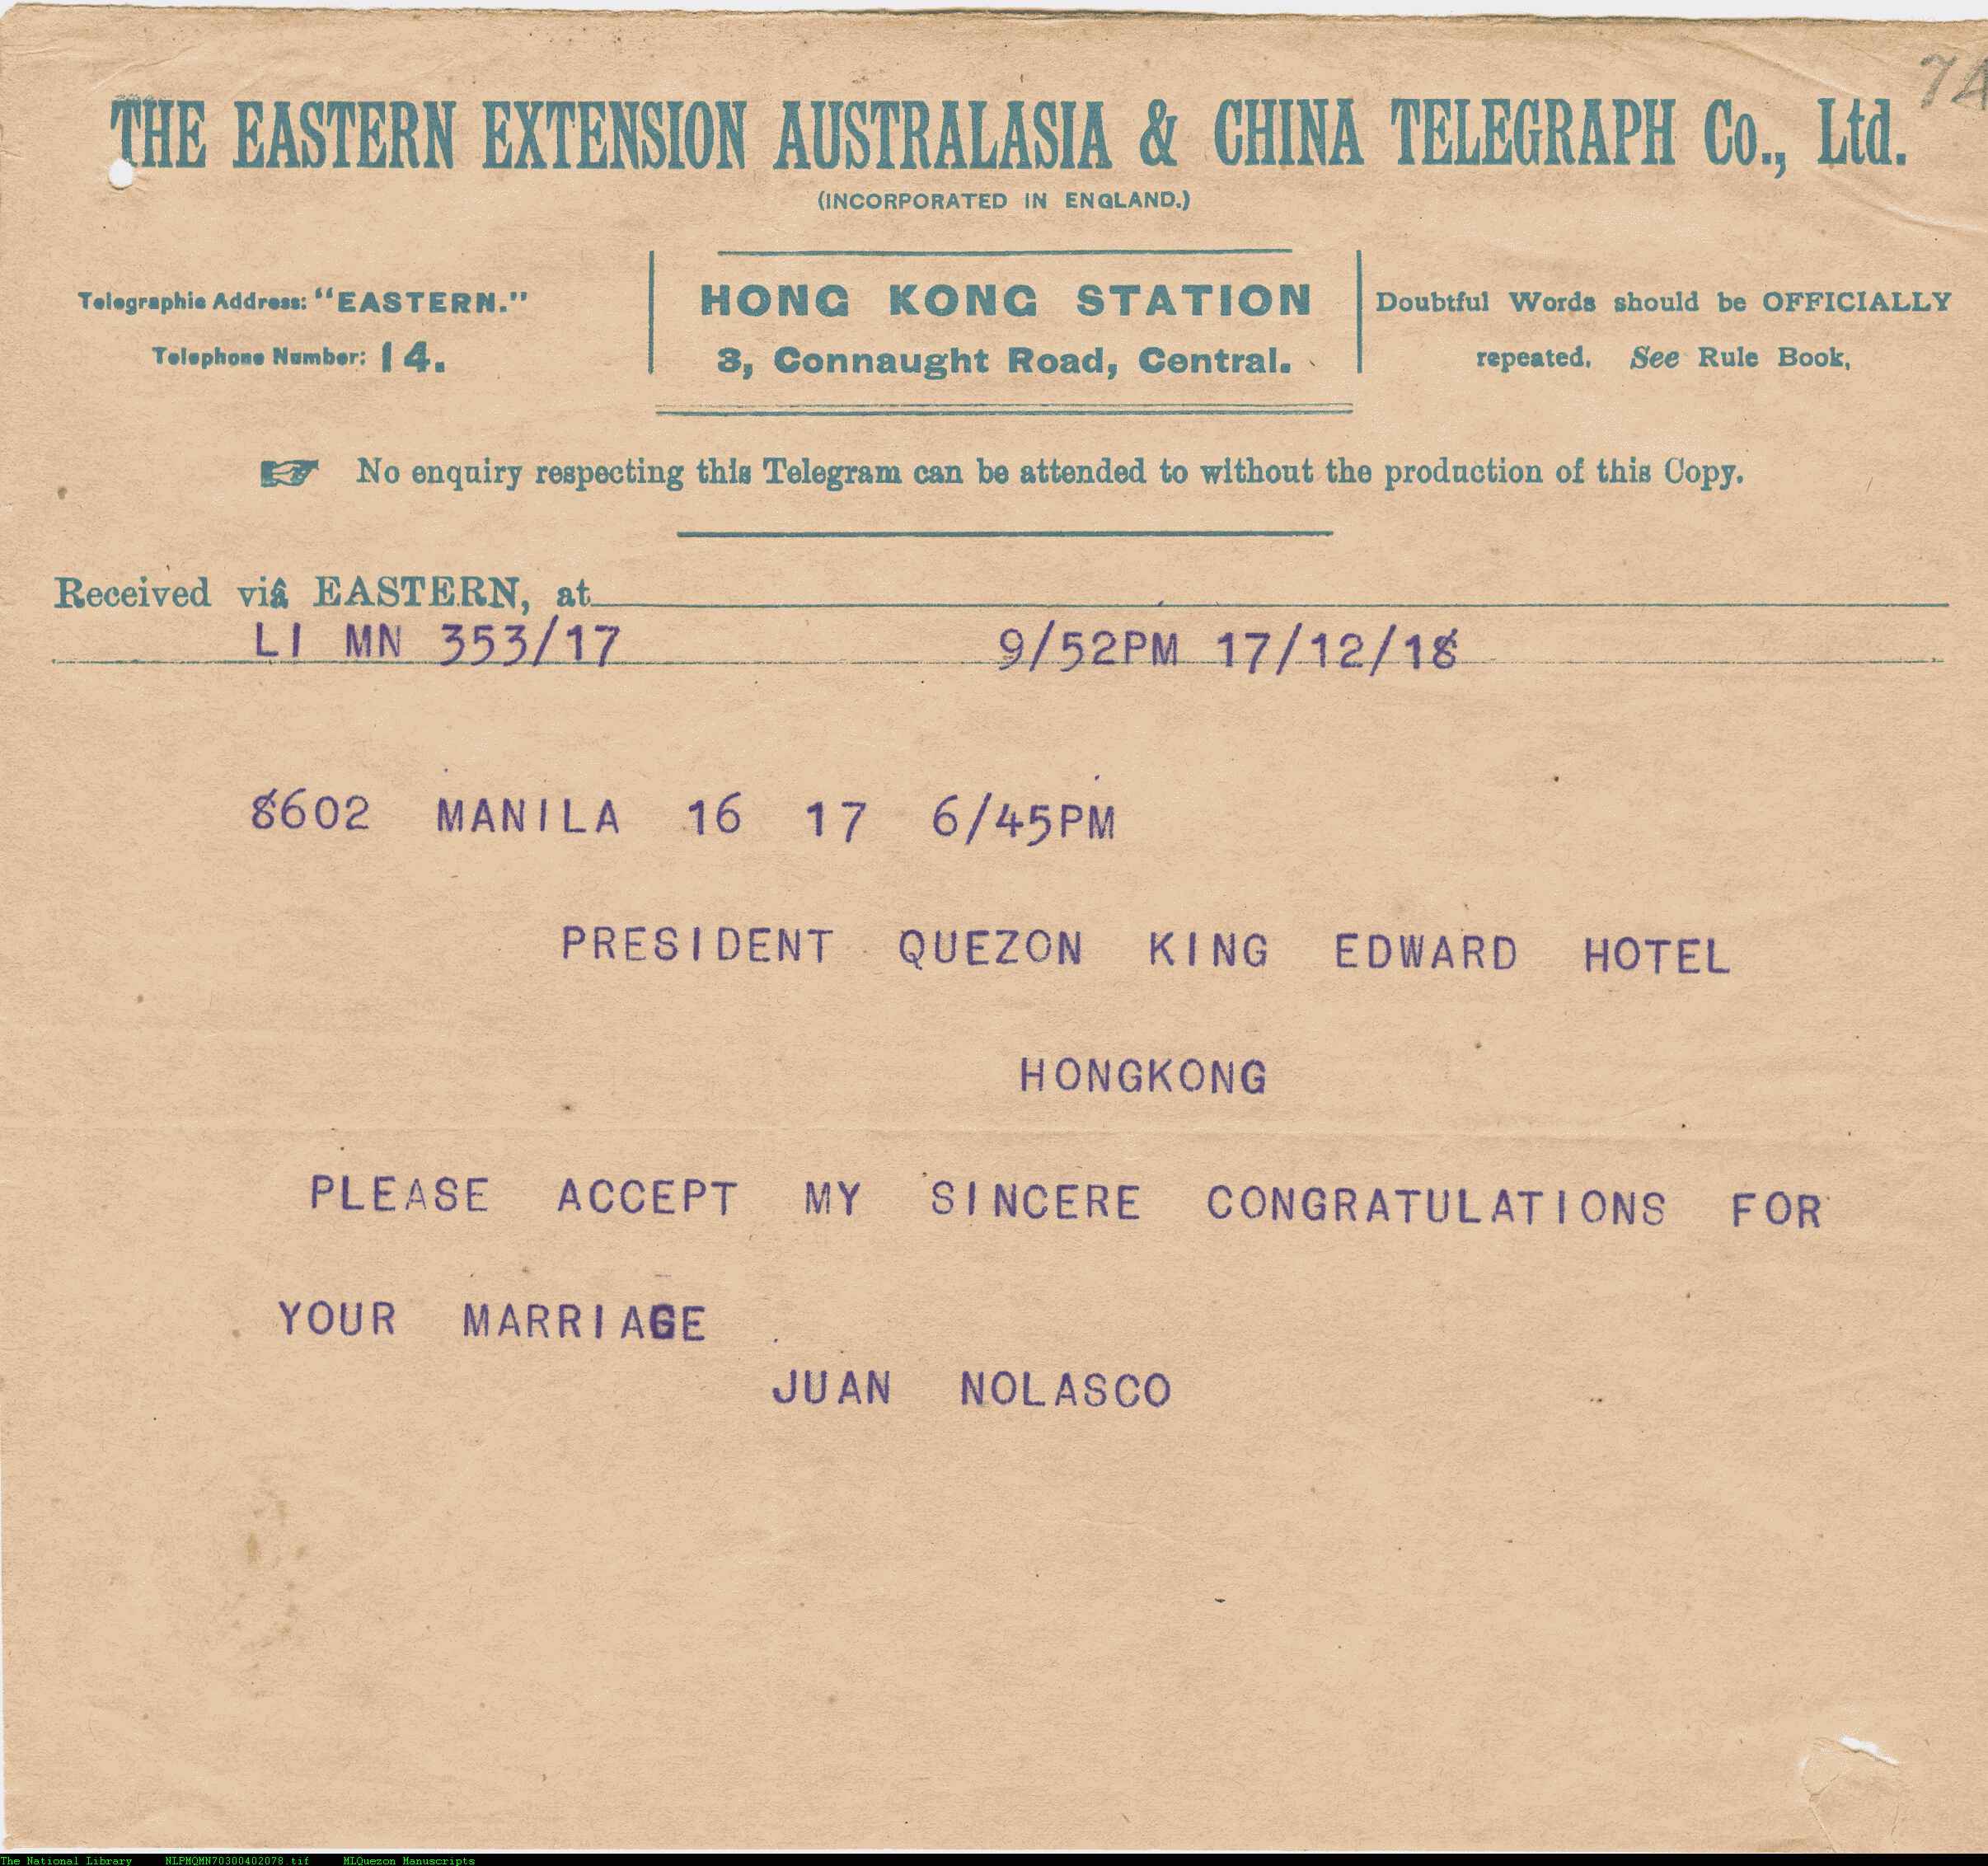 74
THE EASTERN EXTENSION AUSTRALASIA & CHINA TELEGRAPH Co., Ltd.
(INCORPORATED IN ENGLAND.)
Telegraphic Address: "EASTERN."
Telephone Number: 14.
HONG KONG STATION
3, Connaught Road, Central.
Doubtful Words should be OFFICIALLY
repeated. See Rule Book,
☞ No enquiry respecting this Telegram can be attended to without the production of this Copy.
Received viâ EASTERN, at
LI MN 353/17 9/52PM 17/12/18
8602 MANILA 16 17 6/45PM
PRESIDENT QUEZON KING EDWARD HOTEL
HONGKONG
PLEASE ACCEPT MY SINCERE CONGRATULATIONS FOR
YOUR MARRIAGE
JUAN NOLASCO
The National Library NLPMQMN70300402078.tif MLQuezon Manuscripts